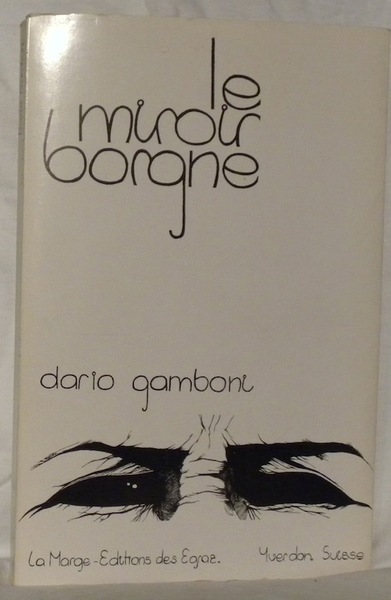 le
miroir
borgne
dario gamboni
La Marge - Editions des Egraz. Yverdon. Suisse